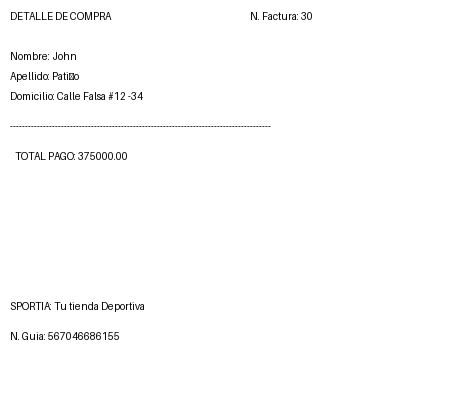 DETALLE DE COMPRA N. Factura: 30
Nombre: John
Apellido: Pati▯o
Domicilio: Calle Falsa #12 -34
TOTAL PAGO: 375000.00
SPORTIA: Tu tienda Deportiva
N. Guia: 567046686155